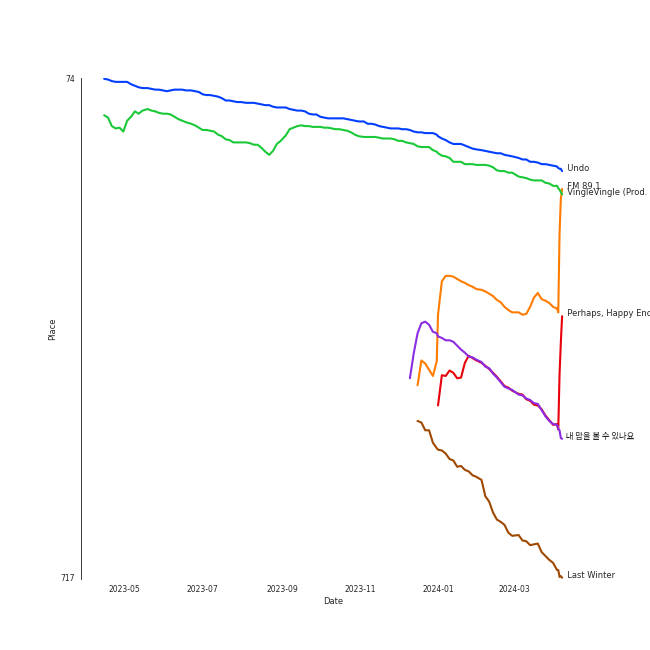 74
Undo
FM 89.1
VingleVingle (Prod.
Perhaps, Happy End
Place
내 맘을 볼 수 있나요
717
Last Winter
2023-05 2023-07 2023-09 2023-11 2024-01 2024-03
Date